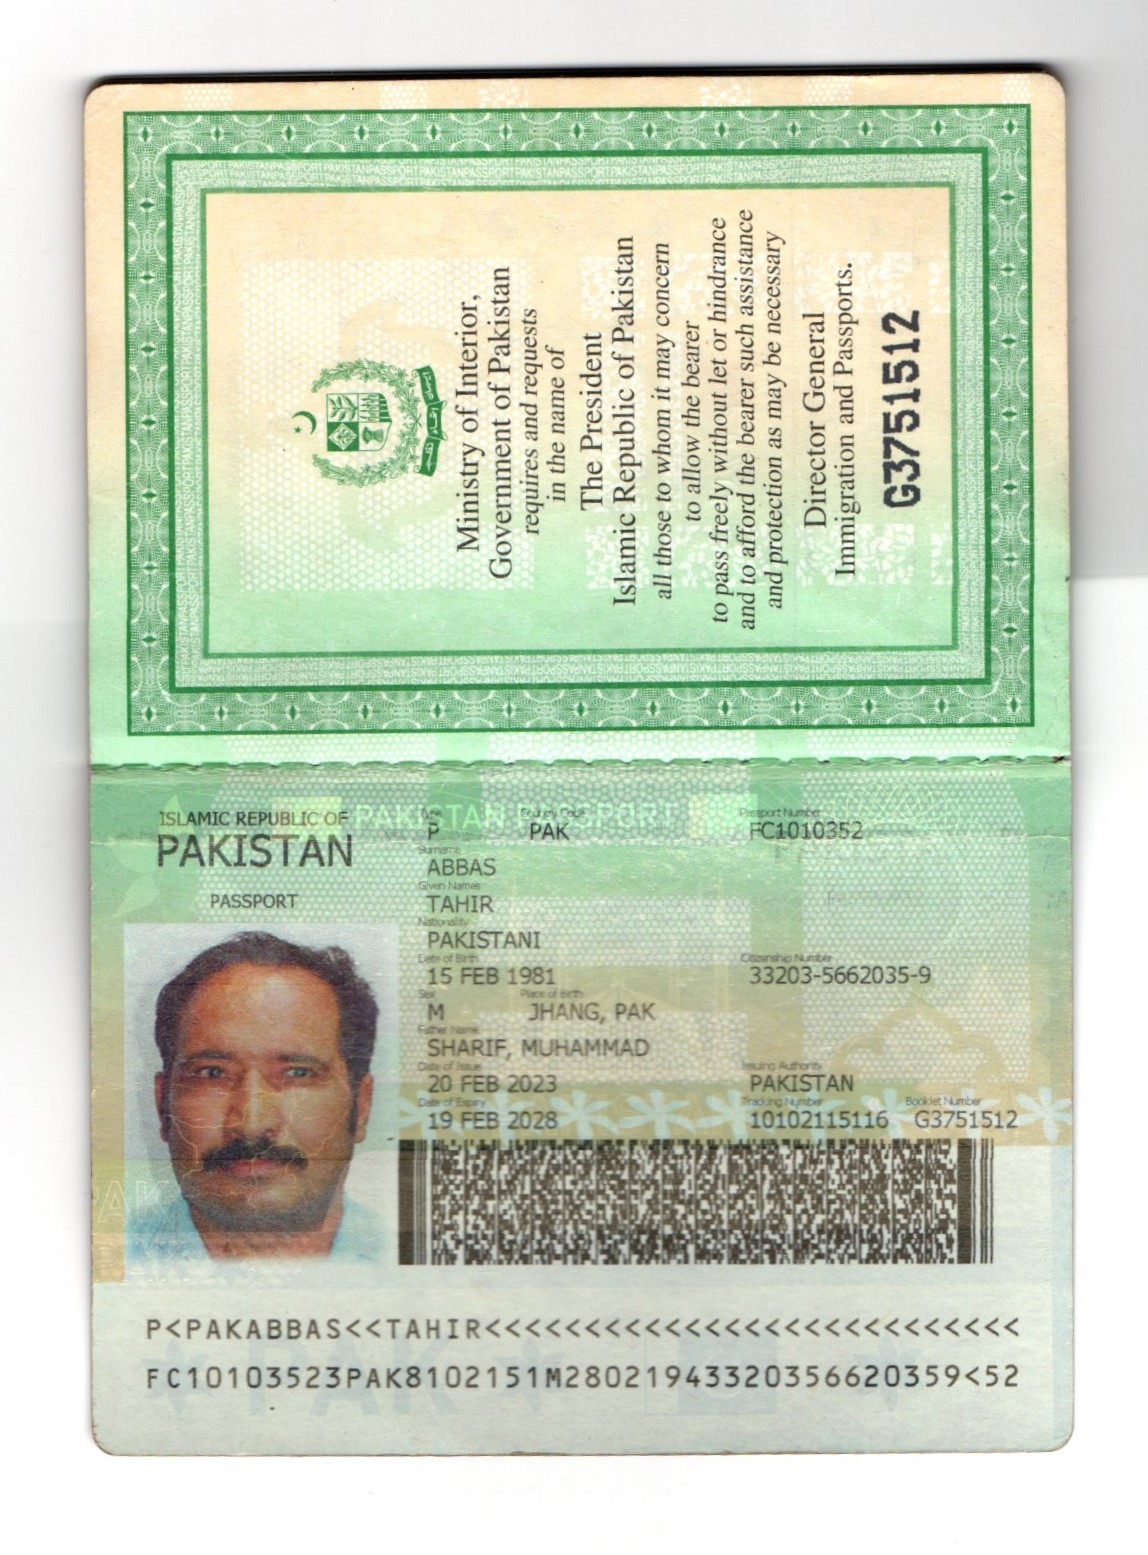 Ministry of Interior,
Government of Pakistan
requires and requests
in the name of
The President
Islamic Republic of Pakistan
all those to whom it may concern
to allow the bearer
to pass freely without let or hindrance
and to afford the bearer such assistance
and protection as may be necessary
Director General
Immigration and Passports.
G3751512
PAKISTAN PASSPORT
ISLAMIC REPUBLIC OF
PAKISTAN
PASSPORT
Type Country Code Passport Number
P PAK FC1010352
Surname
ABBAS
Given Names
TAHIR
Nationality
PAKISTANI
Date of Birth Citizenship Number
15 FEB 1981 33203-5662035-9
Sex Place of Birth
M JHANG, PAK
Father Name
SHARIF, MUHAMMAD
Date of Issue Issuing Authority
20 FEB 2023 PAKISTAN
Date of Expiry Tracking Number Booklet Number
19 FEB 2028 10102115116 G3751512
P<PAKABBAS<<TAHIR<<<<<<<<<<<<<<<<<<<<<<<<<<<
FC10103523PAK8102151M2802194332035662035​9<52